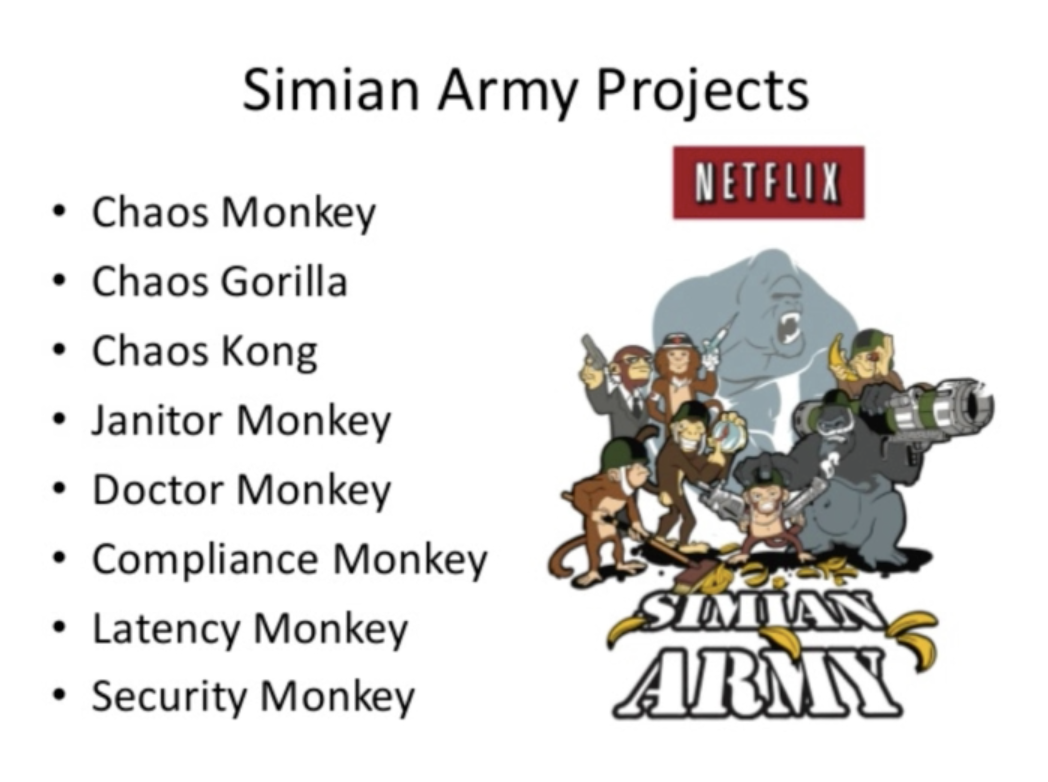 Simian Army Projects
NETFLIX
• Chaos Monkey
• Chaos Gorilla
• Chaos Kong
• Janitor Monkey
• Doctor Monkey
• Compliance Monkey
• Latency Monkey
• Security Monkey
SIMIAN
ARMY